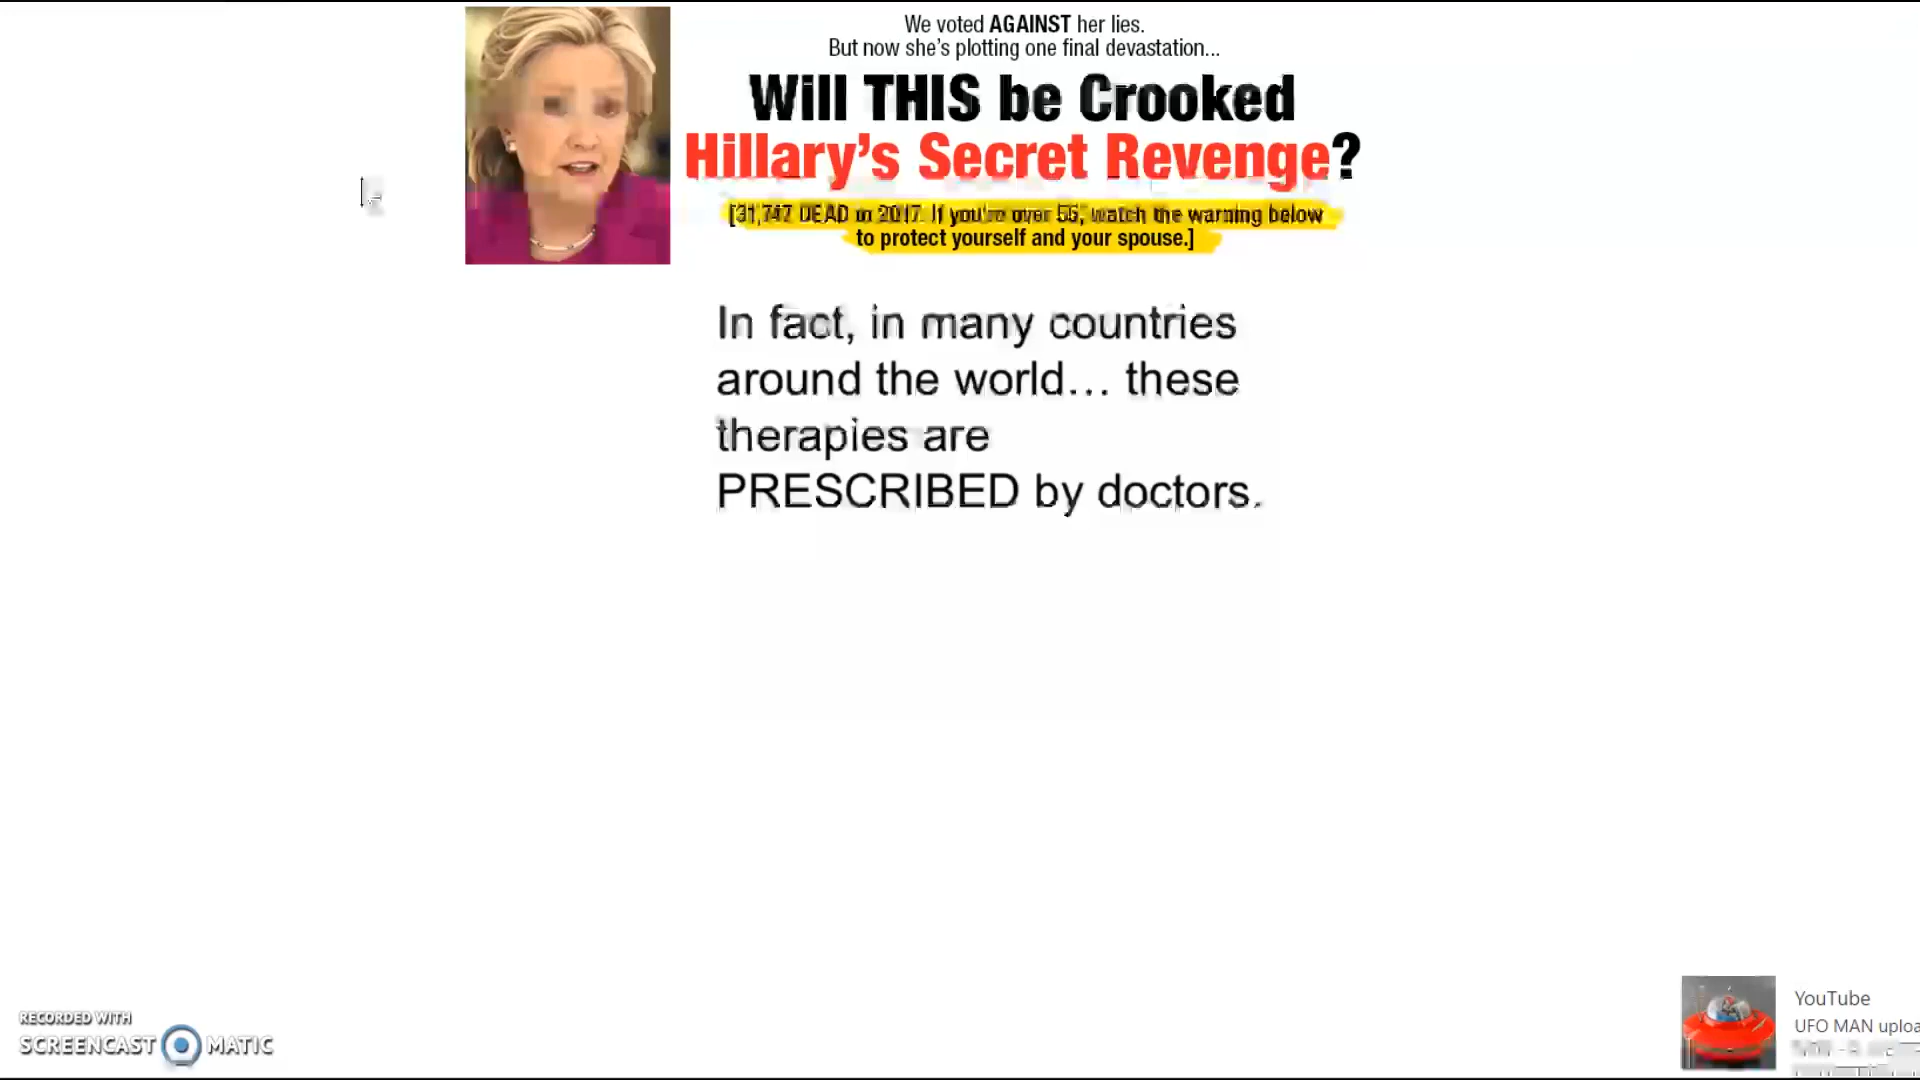 We voted AGAINST her lies.
But now she's plotting one final devastation...
Will THIS be Crooked
Hillary's Secret Revenge?
[31,747 DEAD in 2017. If you're over 55, watch the warning below
to protect yourself and your spouse.]
In fact, in many countries
around the world… these
therapies are
PRESCRIBED by doctors.
RECORDED WITH
SCREENCAST MATIC
YouTube
UFO MAN uploa